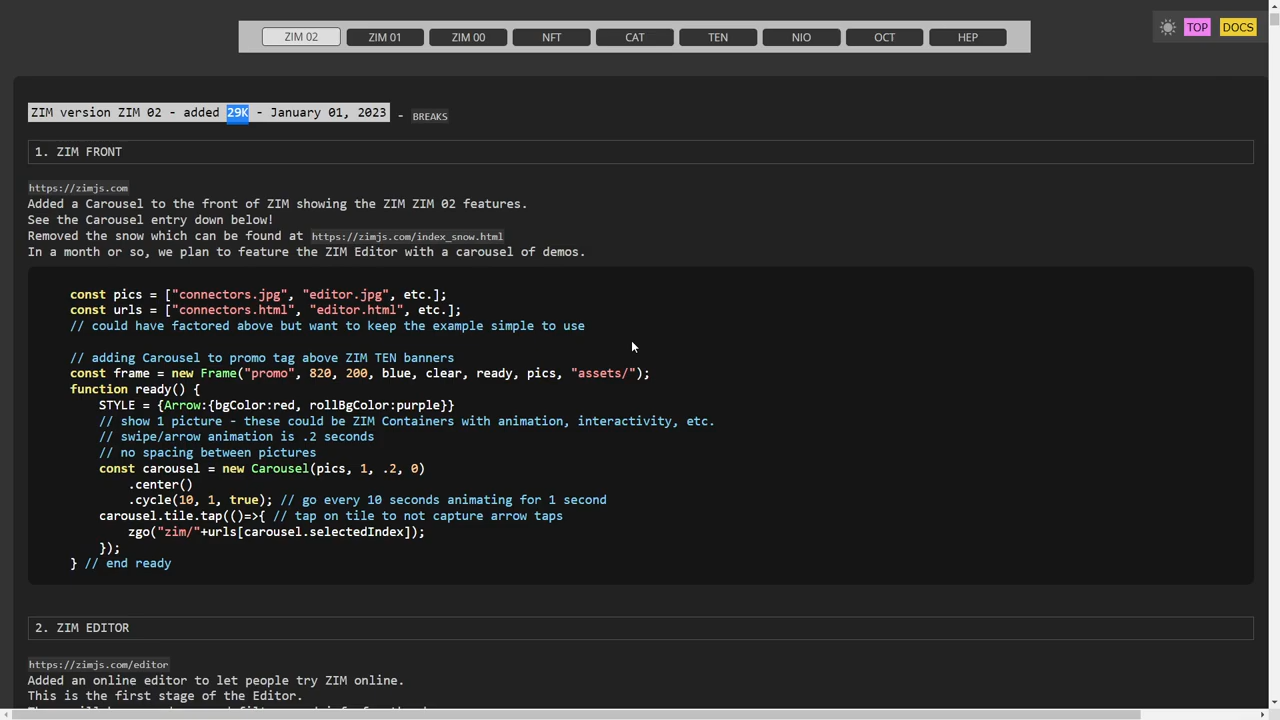 ZIM 02 ZIM 01 ZIM 00 NFT CAT TEN NIO OCT HEP
TOP DOCS
ZIM version ZIM 02 - added 29K - January 01, 2023 - BREAKS
1. ZIM FRONT
https://zimjs.com
Added a Carousel to the front of ZIM showing the ZIM ZIM 02 features.
See the Carousel entry down below!
Removed the snow which can be found at https://zimjs.com/index_snow.html
In a month or so, we plan to feature the ZIM Editor with a carousel of demos.
const pics = ["connectors.jpg", "editor.jpg", etc.];
const urls = ["connectors.html", "editor.html", etc.];
// could have factored above but want to keep the example simple to use
// adding Carousel to promo tag above ZIM TEN banners
const frame = new Frame("promo", 820, 200, blue, clear, ready, pics, "assets/");
function ready() {
STYLE = {Arrow:{bgColor:red, rollBgColor:purple}}
// show 1 picture - these could be ZIM Containers with animation, interactivity, etc.
// swipe/arrow animation is .2 seconds
// no spacing between pictures
const carousel = new Carousel(pics, 1, .2, 0)
.center()
.cycle(10, 1, true); // go every 10 seconds animating for 1 second
carousel.tile.tap(()=>{ // tap on tile to not capture arrow taps
zgo("zim/"+urls[carousel.selectedIndex]);
});
} // end ready
2. ZIM EDITOR
https://zimjs.com/editor
Added an online editor to let people try ZIM online.
This is the first stage of the Editor.